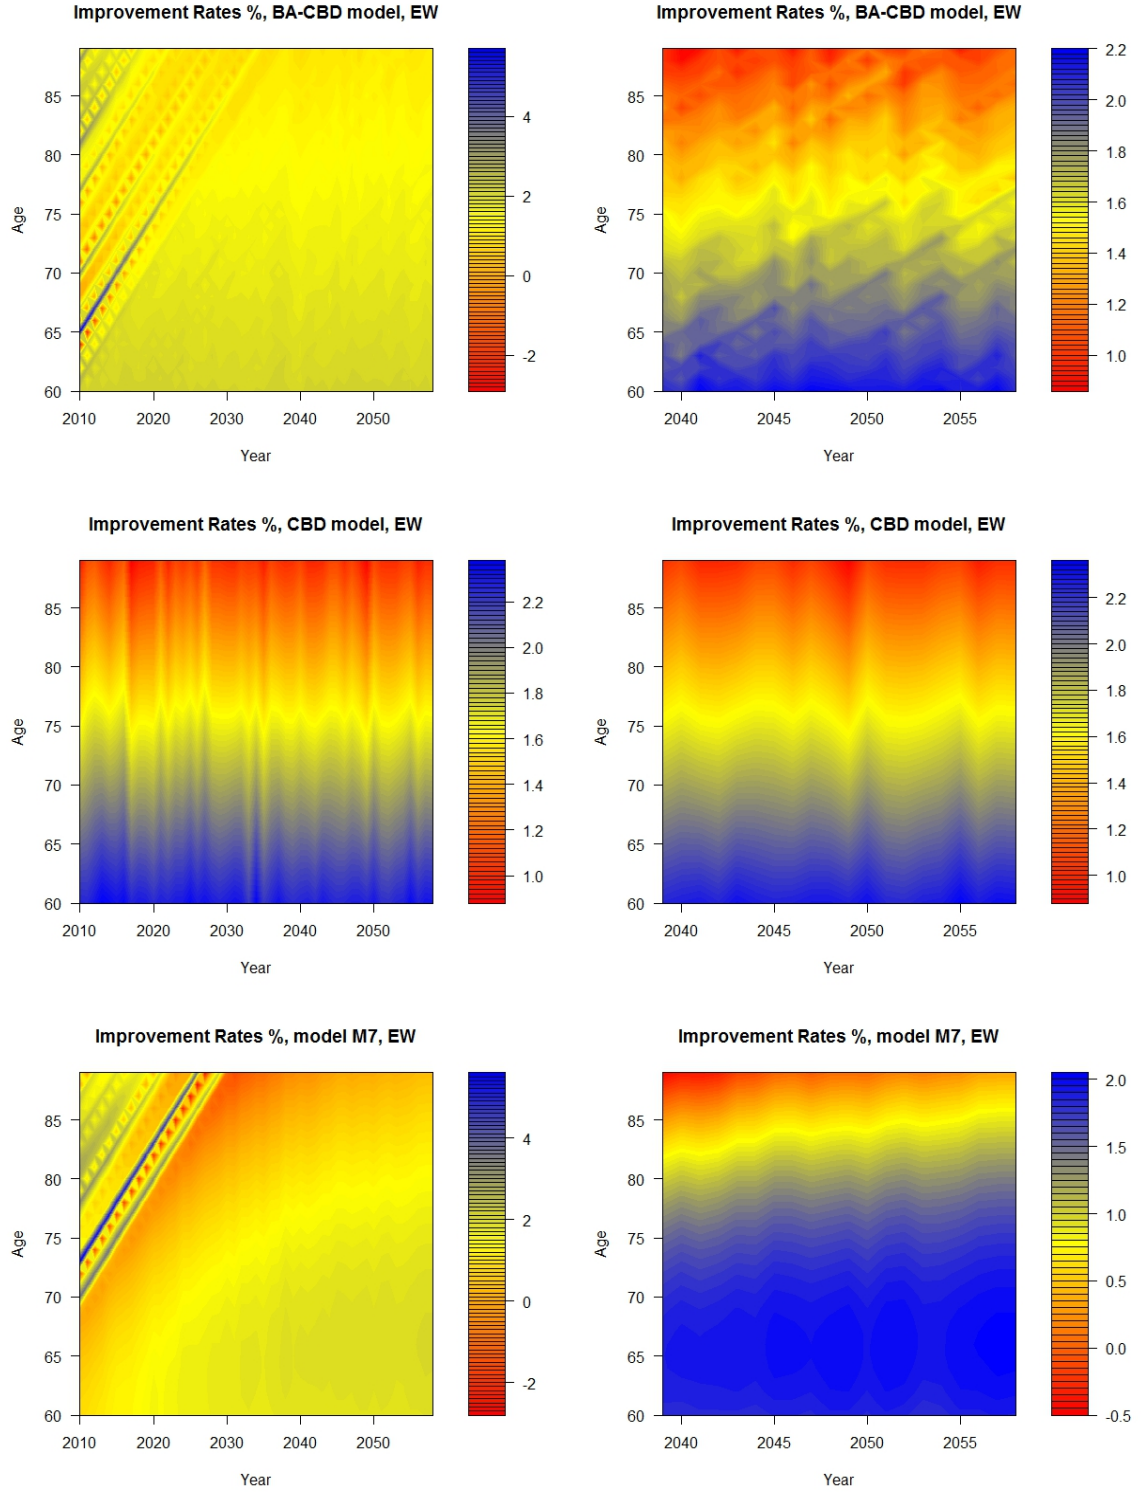 Improvement Rates %, BA-CBD model, EW
85
80
75
70
65
60
Age
2010 2020 2030 2040 2050
Year
4
2
0
-2
Improvement Rates %, BA-CBD model, EW
85
80
75
70
65
60
Age
2040 2045 2050 2055
Year
2.2
2.0
1.8
1.6
1.4
1.2
1.0
Improvement Rates %, CBD model, EW
85
80
75
70
65
60
Age
2010 2020 2030 2040 2050
Year
2.2
2.0
1.8
1.6
1.4
1.2
1.0
Improvement Rates %, CBD model, EW
85
80
75
70
65
60
Age
2040 2045 2050 2055
Year
2.2
2.0
1.8
1.6
1.4
1.2
1.0
Improvement Rates %, model M7, EW
85
80
75
70
65
60
Age
2010 2020 2030 2040 2050
Year
4
2
0
-2
Improvement Rates %, model M7, EW
85
80
75
70
65
60
Age
2040 2045 2050 2055
Year
2.0
1.5
1.0
0.5
0.0
-0.5